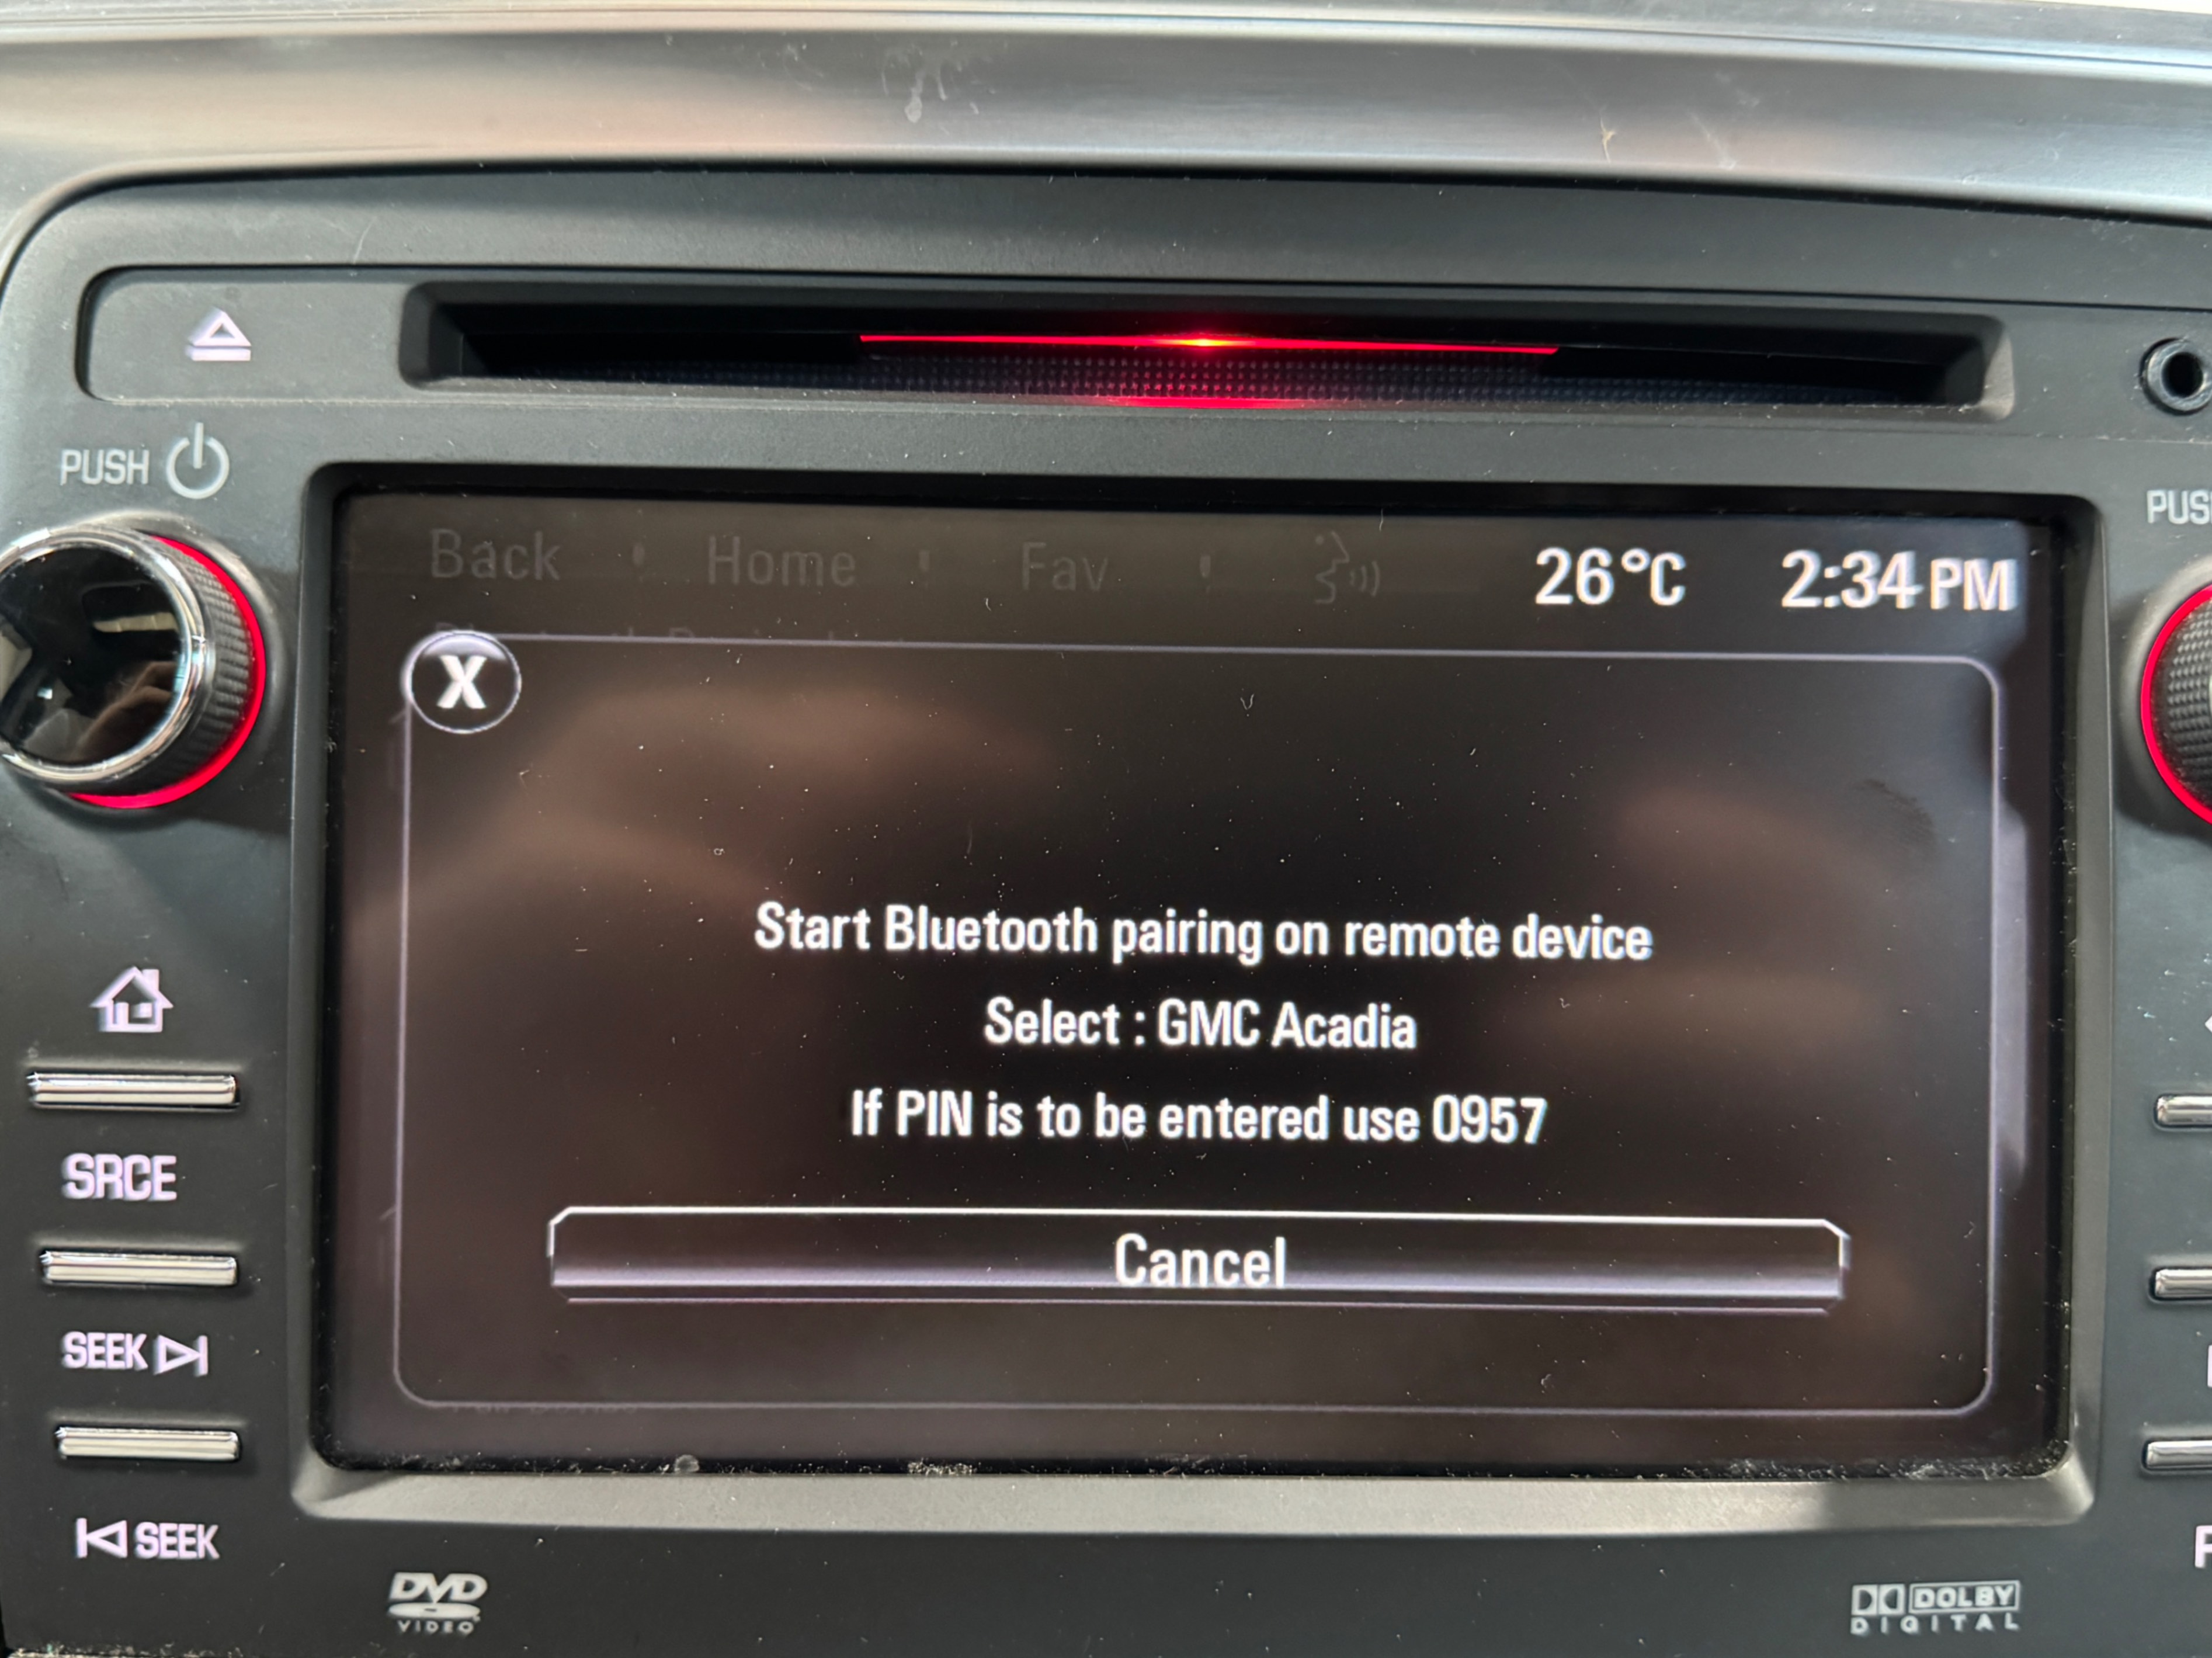 PUSH
PUS
Back Home Fav 26°C 2:34 PM
X
Start Bluetooth pairing on remote device
Select : GMC Acadia
If PIN is to be entered use 0957
Cancel
SRCE
SEEK
SEEK
DVD
VIDEO
DOLBY
DIGITAL